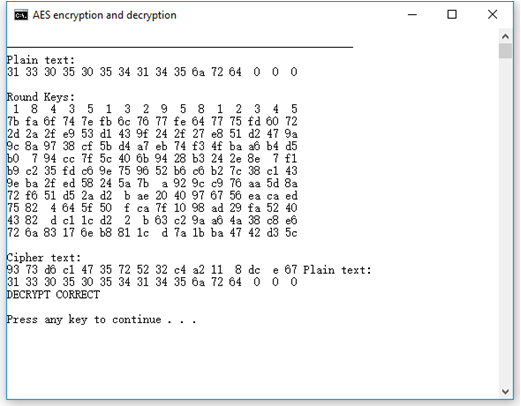 AES encryption and decryption
Plain text:
31 33 30 35 30 35 34 31 34 35 6a 72 64 0 0 0
Round Keys:
1 8 4 3 5 1 3 2 9 5 8 1 2 3 4 5
7b fa 6f 74 7e fb 6c 76 77 fe 64 77 75 fd 60 72
2d 2a 2f e9 53 d1 43 9f 24 2f 27 e8 51 d2 47 9a
9c 8a 97 38 cf 5b d4 a7 eb 74 f3 4f ba a6 b4 d5
b0 7 94 cc 7f 5c 40 6b 94 28 b3 24 2e 8e 7 f1
b9 c2 35 fd c6 9e 75 96 52 b6 c6 b2 7c 38 c1 43
9e ba 2f ed 58 24 5a 7b a 92 9c c9 76 aa 5d 8a
72 f6 51 d5 2a d2 b ae 20 40 97 67 56 ea ca ed
75 82 4 64 5f 50 f ca 7f 10 98 ad 29 fa 52 40
43 82 d c1 1c d2 2 b 63 c2 9a a6 4a 38 c8 e6
72 6a 83 17 6e b8 81 1c d 7a 1b ba 47 42 d3 5c
Cipher text:
93 73 d6 c1 47 35 72 52 32 c4 a2 11 8 dc e 67 Plain text:
31 33 30 35 30 35 34 31 34 35 6a 72 64 0 0 0
DECRYPT CORRECT
Press any key to continue . . .